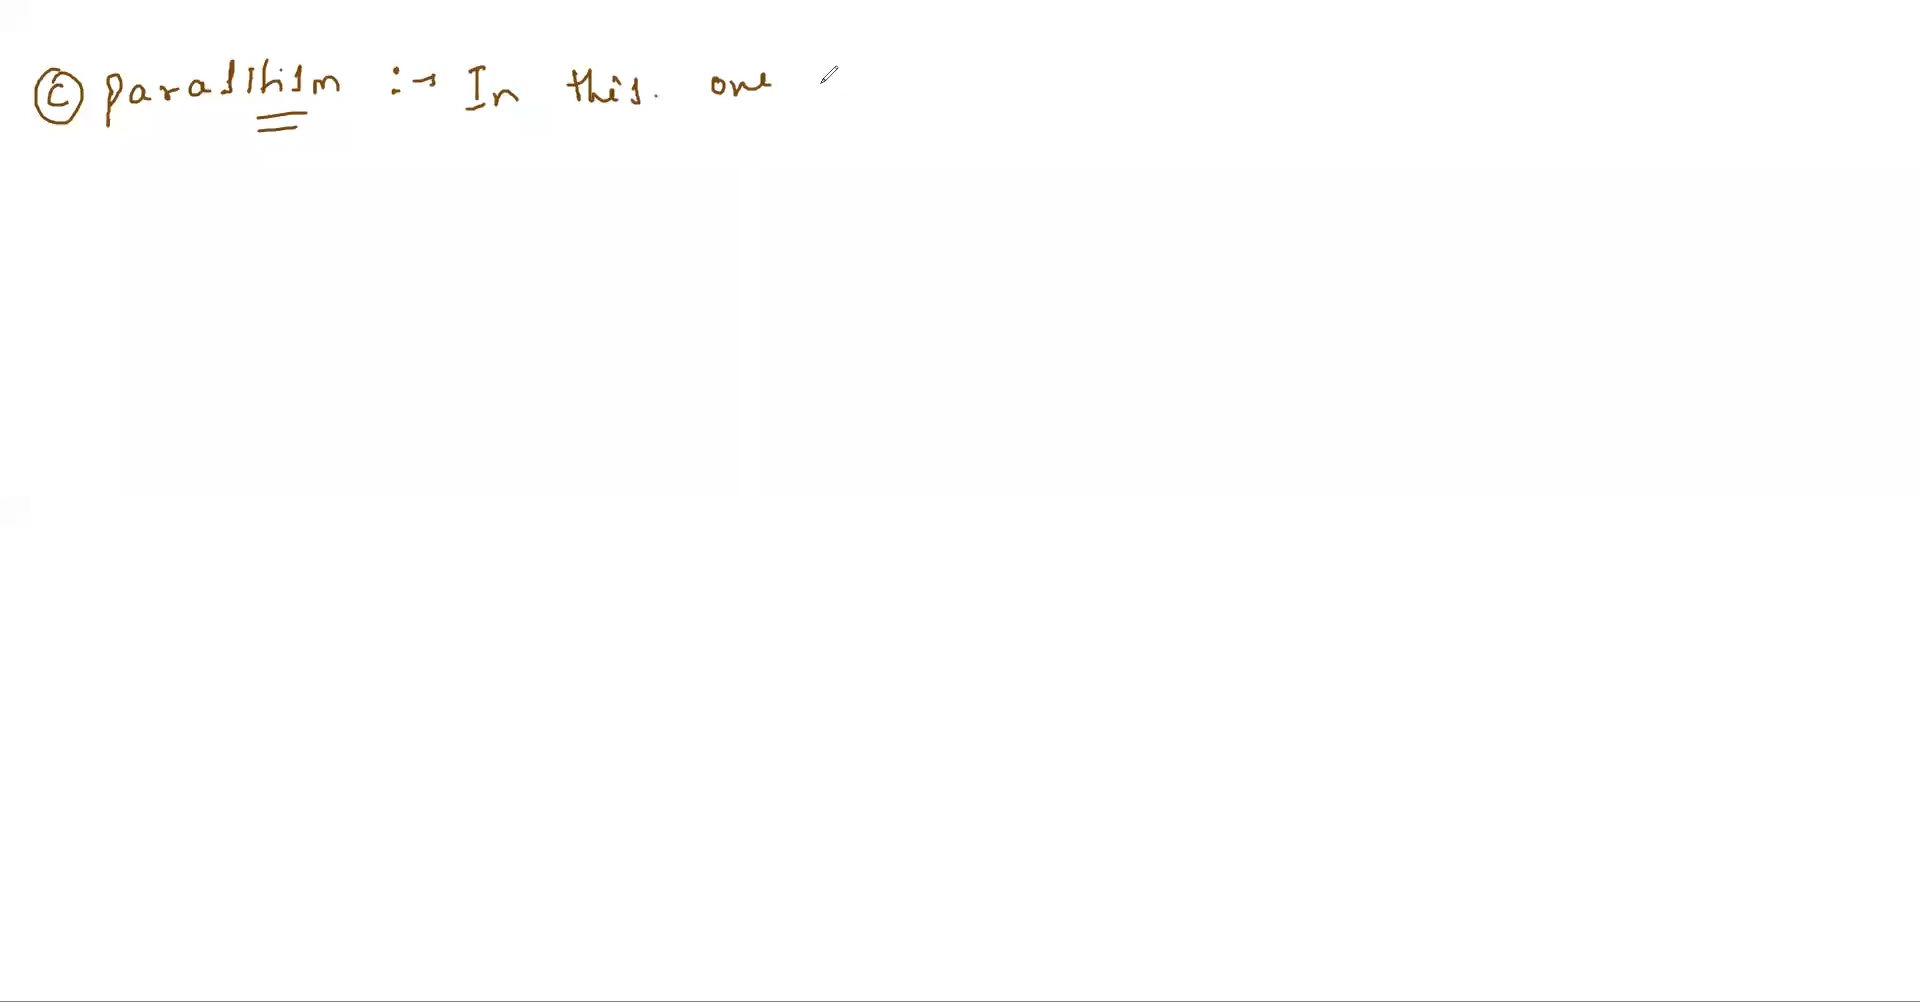 © parasitism :→ In this. one